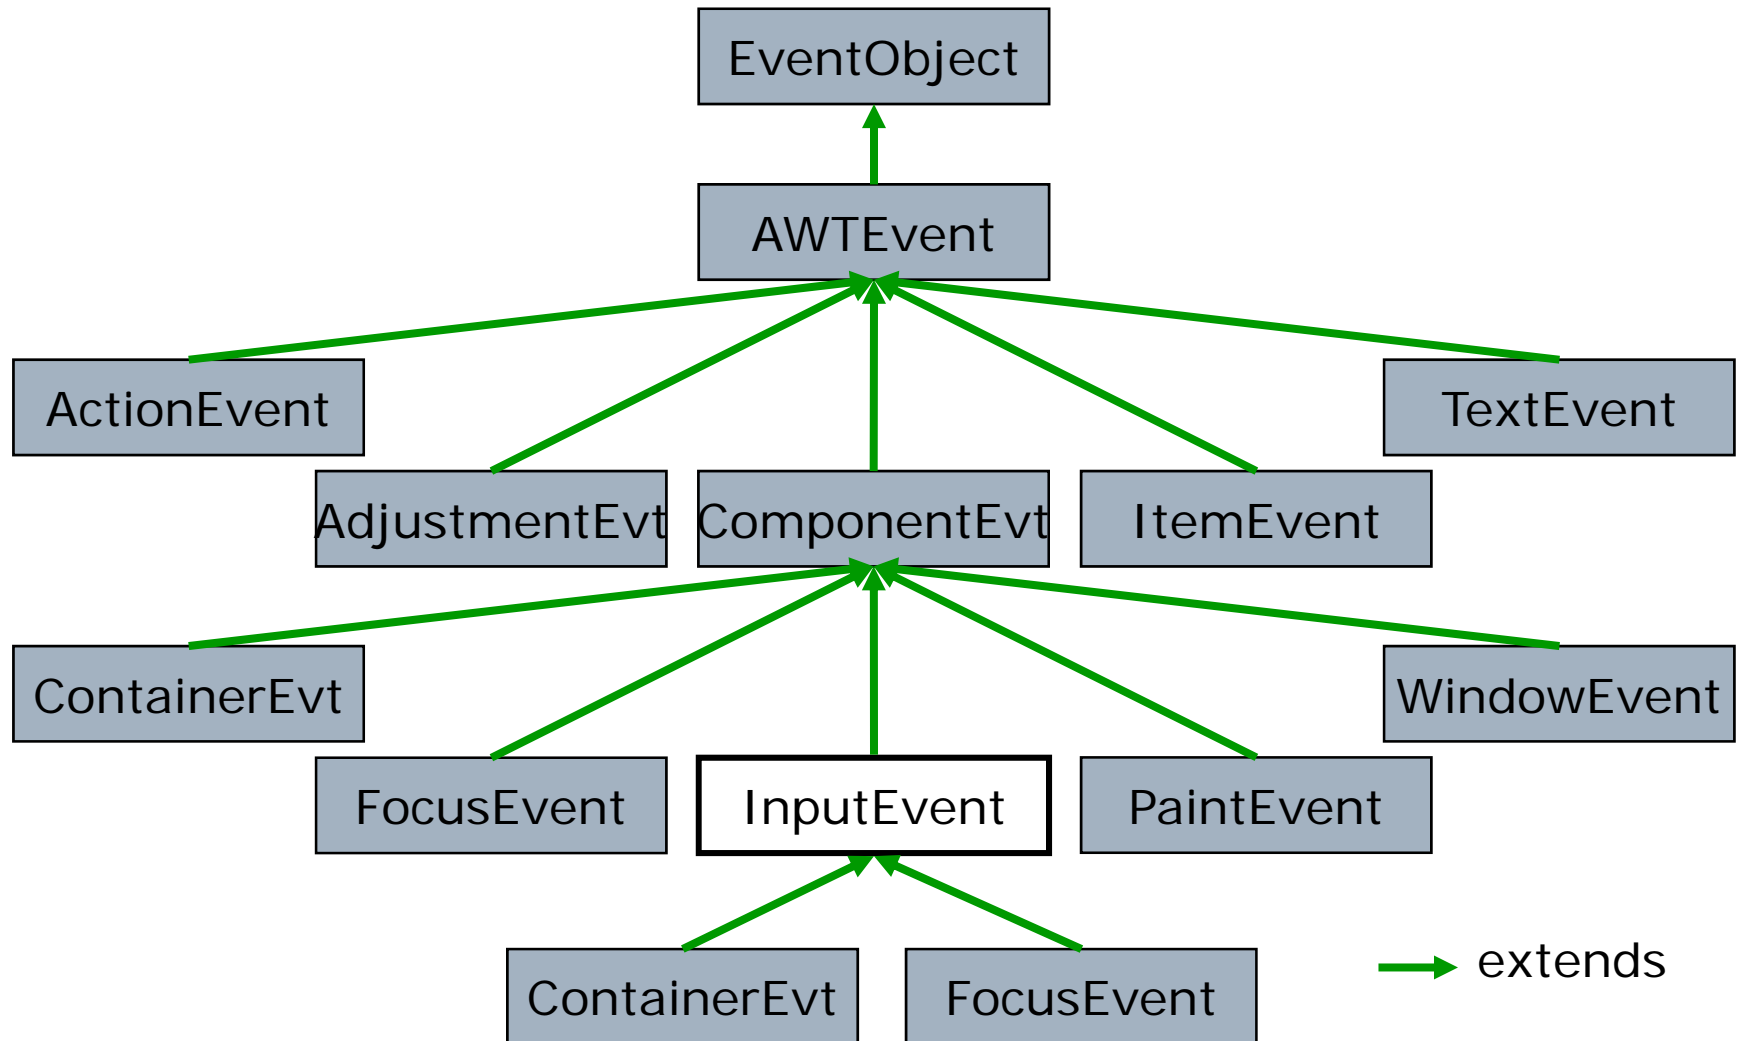 EventObject
AWTEvent
ActionEvent
TextEvent
AdjustmentEvt
ComponentEvt
ItemEvent
ContainerEvt
WindowEvent
FocusEvent
InputEvent
PaintEvent
ContainerEvt
FocusEvent
extends